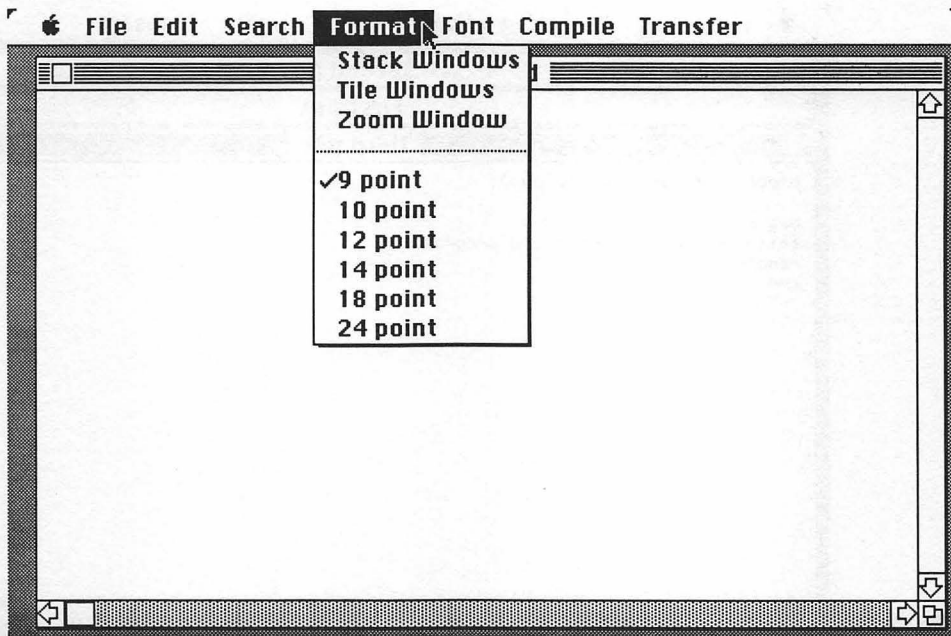 File Edit Search Format Font Compile Transfer
Stack Windows
Tile Windows
Zoom Window
✓9 point
10 point
12 point
14 point
18 point
24 point